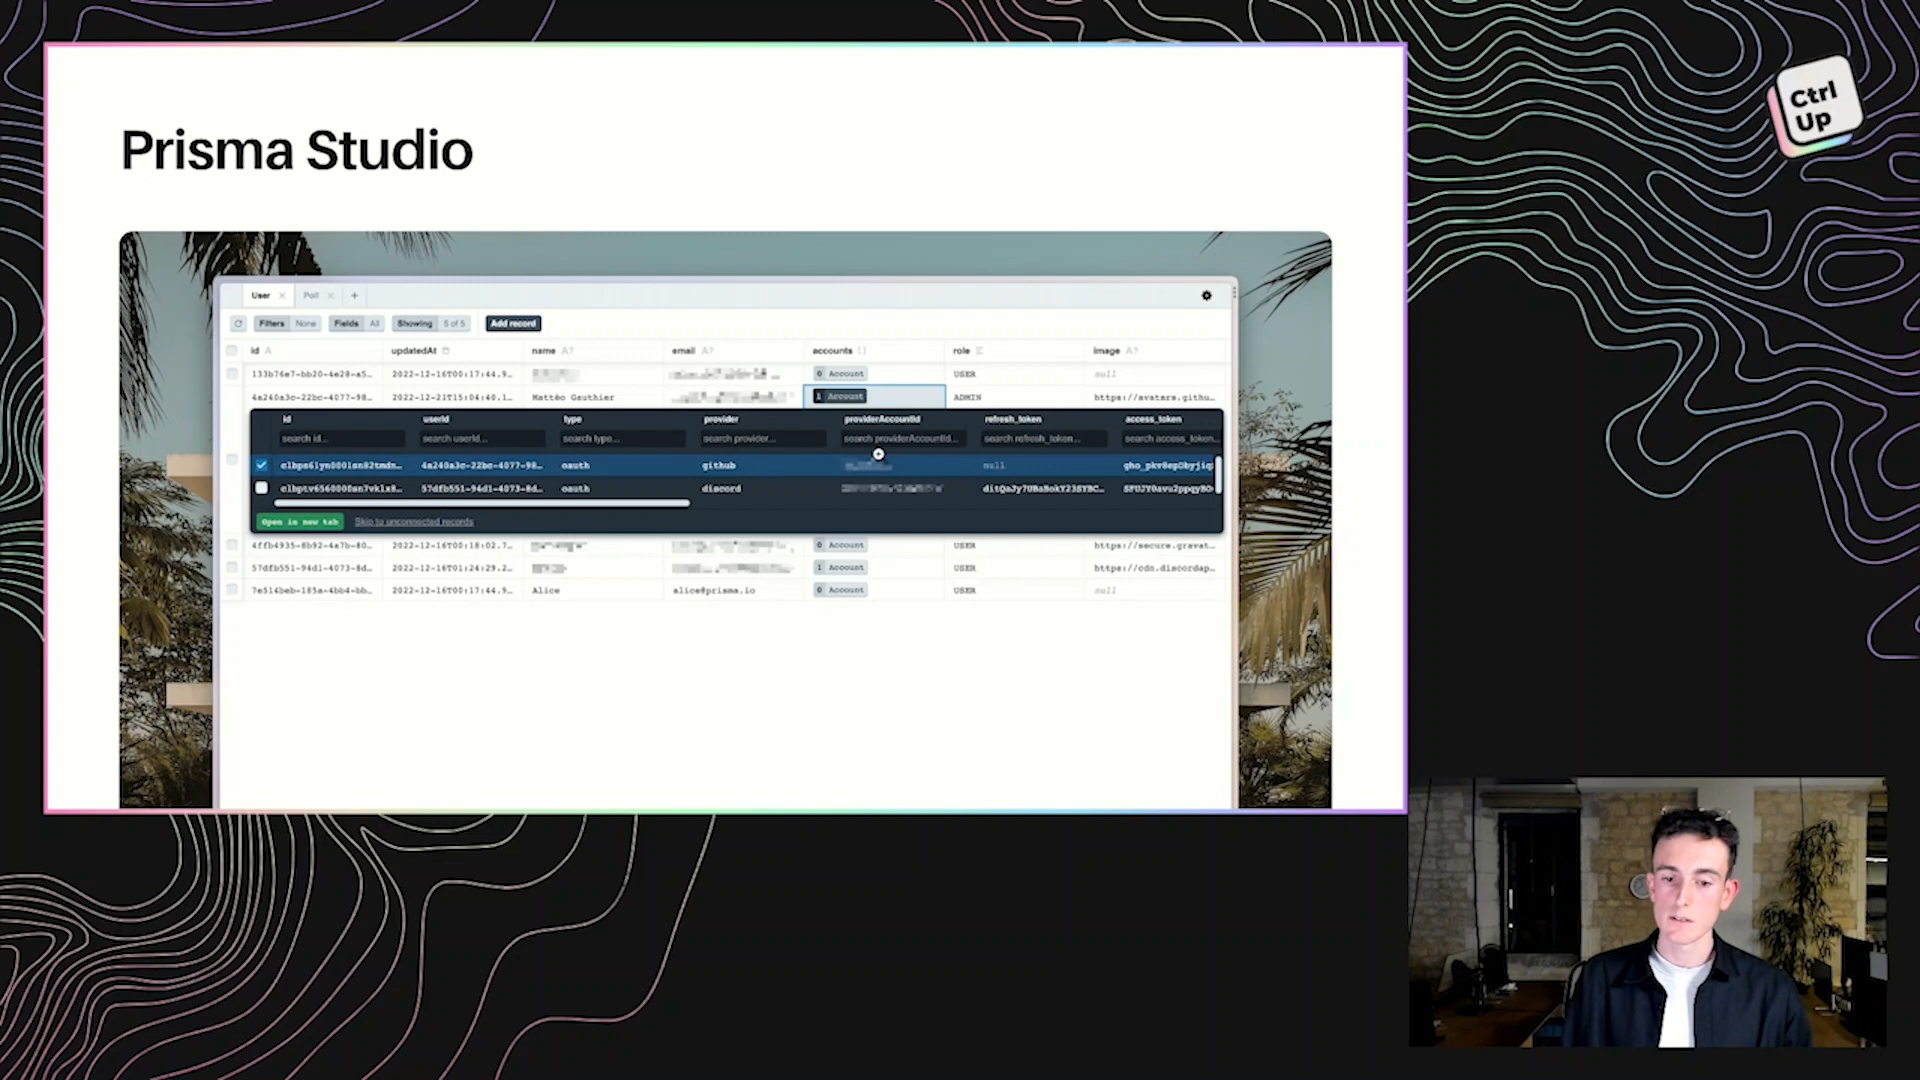 Ctrl
Up
Prisma Studio
User
Poll
Filters None Fields All Showing 5 of 5 Add record
id updatedAt name email accounts role image
133b76e7-bb20-4e28-a5… 2022-12-16T00:17:44.9… 0 Account USER null
4a240a3c-22bc-4077-98… 2022-12-21T15:04:40.1… Mattèo Gauthier 1 Account ADMIN https://avatars.githu…
id userId type provider providerAccountId refresh_token access_token
search id... search userId... search type... search provider... search providerAccountId... search refresh_token... search access_token...
4a240a3c-22bc-4077-98… oauth github null
57dfb551-94d1-4073-8d… oauth discord
Open in new tab Skip to unconnected records
4ffb4935-8b92-4a7b-80… 2022-12-16T00:18:02.7… 0 Account USER https://secure.gravat…
57dfb551-94d1-4073-8d… 2022-12-16T01:24:29.2… 1 Account USER https://cdn.discordap…
7e514beb-185a-4bb4-bb… 2022-12-16T00:17:44.9… Alice alice@prisma.io 0 Account USER null